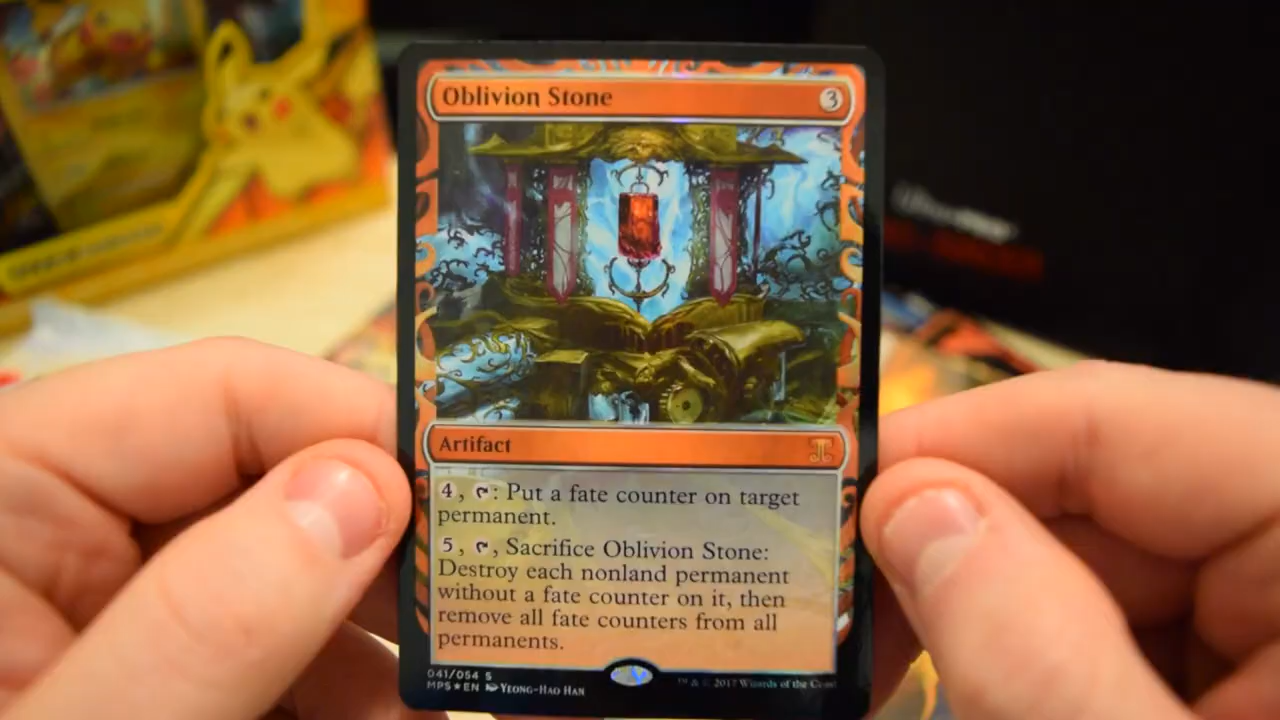 Oblivion Stone 3
Artifact
4, : Put a fate counter on target
permanent.
5, , Sacrifice Oblivion Stone:
Destroy each nonland permanent
without a fate counter on it, then
remove all fate counters from all
permanents.
041/054 S
MPS★EN Yeong-Hao Han
™ & © 2017 Wizards of the Coast